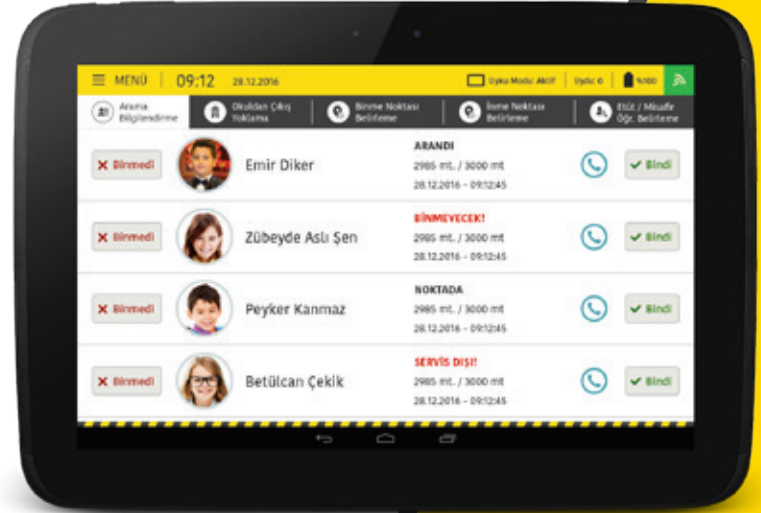 MENÜ
09:12
28.12.2016
Uyku Modu: Aktif
Uydu: 6
%100
Arama
Bilgilendirme
Okuldan Çıkış
Yoklama
Binme Noktası
Belirleme
İnme Noktası
Belirleme
Etüt / Misafir
Öğr. Belirleme
Binmedi
Emir Diker
ARANDI
2985 mt. / 3000 mt
28.12.2016 - 09:12:45
Bindi
Binmedi
Zübeyde Aslı Şen
BİNMEYECEK!
2985 mt. / 3000 mt
28.12.2016 - 09:12:45
Bindi
Binmedi
Peyker Kanmaz
NOKTADA
2985 mt. / 3000 mt
28.12.2016 - 09:12:45
Bindi
Binmedi
Betülcan Çekik
SERVİS DIŞI!
2985 mt. / 3000 mt
28.12.2016 - 09:12:45
Bindi